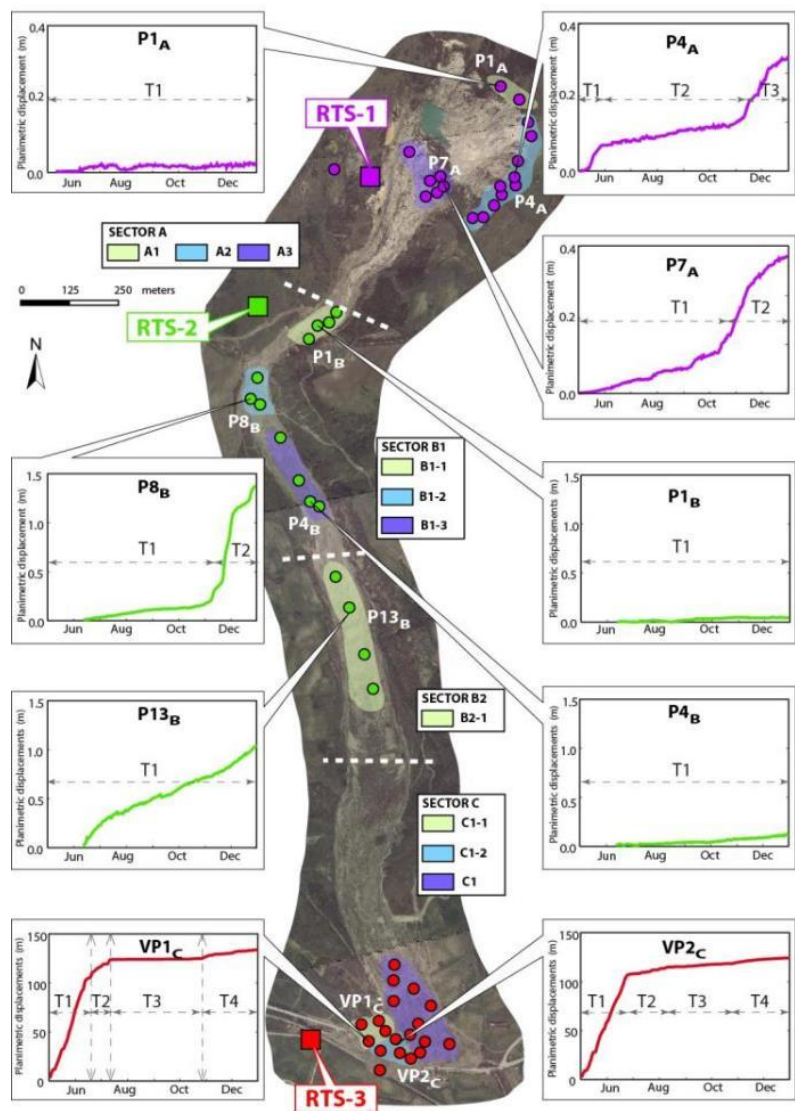 P1A
Planimetric displacement (m)
0.4
0.2
0.0
T1
Jun Aug Oct Dec
P4A
Planimetric displacement (m)
0.4
0.2
0.0
T1 T2 T3
Jun Aug Oct Dec
P1A
RTS-1
P7A
P4A
SECTOR A
A1 A2 A3
0 125 250 meters
N
RTS-2
P1B
P7A
Planimetric displacement (m)
0.4
0.2
0.0
T1 T2
Jun Aug Oct Dec
P8B
P8B
Planimetric displacement (m)
1.5
1.0
0.5
0.0
T1 T2
Jun Aug Oct Dec
SECTOR B1
B1-1
B1-2
B1-3
P4B
P1B
Planimetric displacements (m)
1.5
1.0
0.5
0.0
T1
Jun Aug Oct Dec
P13B
P13B
Planimetric displacements (m)
1.5
1.0
0.5
0.0
T1
Jun Aug Oct Dec
SECTOR B2
B2-1
P4B
Planimetric displacements (m)
1.5
1.0
0.5
0.0
T1
Jun Aug Oct Dec
SECTOR C
C1-1
C1-2
C1
VP1C
Planimetric displacements (m)
150
100
50
0
T1 T2 T3 T4
Jun Aug Oct Dec
VP1C
VP2C
RTS-3
VP2C
Planimetric displacements (m)
150
100
50
0
T1 T2 T3 T4
Jun Aug Oct Dec